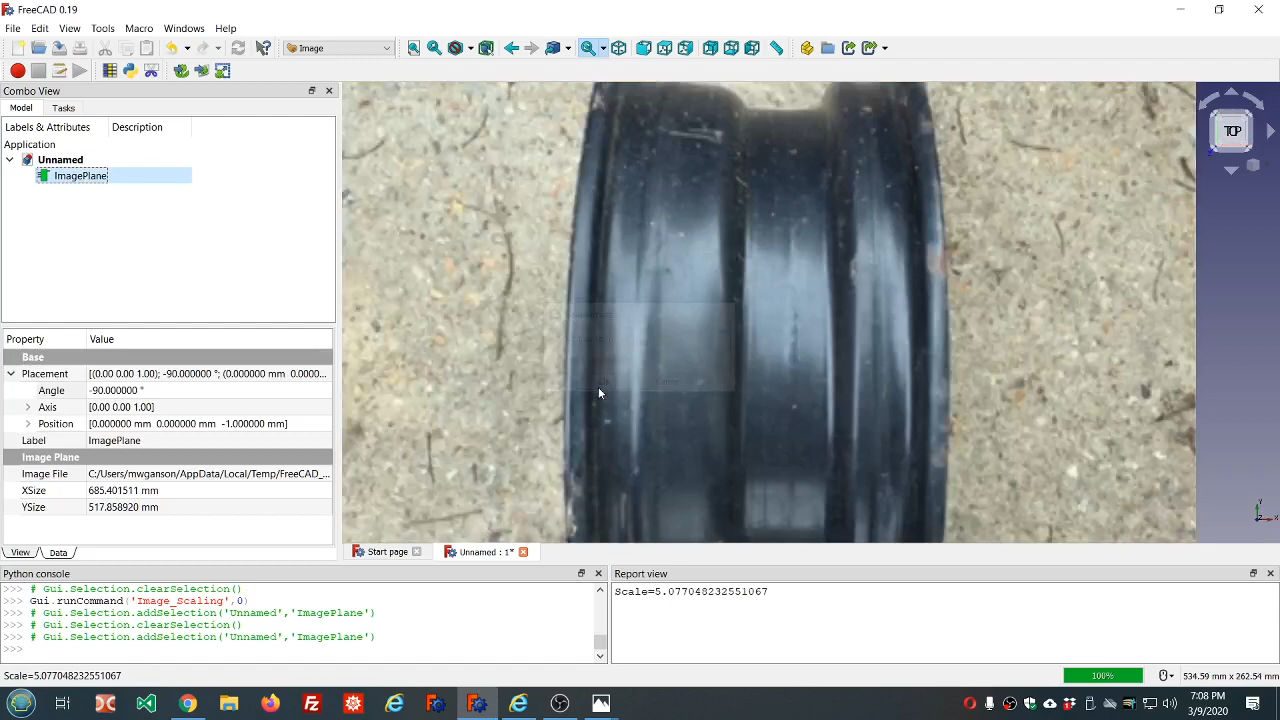 FreeCAD 0.19
File Edit View Tools Macro Windows Help
Image
Combo View
Model Tasks
Labels & Attributes Description
Application
Unnamed
ImagePlane
TOP
Property Value
Base
Placement [(0.00 0.00 1.00); -90.000000 °; (0.000000 mm 0.0000...
Angle -90.000000 °
Axis [0.00 0.00 1.00]
Position [0.000000 mm 0.000000 mm -1.000000 mm]
Label ImagePlane
Image Plane
Image File C:/Users/mwganson/AppData/Local/Temp/FreeCAD_...
XSize 685.401511 mm
YSize 517.858920 mm
View Data
Start page Unnamed : 1*
Python console
>>> # Gui.Selection.clearSelection()
>>> Gui.runCommand('Image_Scaling',0)
>>> # Gui.Selection.addSelection('Unnamed','ImagePlane')
>>> # Gui.Selection.clearSelection()
>>> # Gui.Selection.addSelection('Unnamed','ImagePlane')
>>>
Report view
Scale=5.077048232551067
Scale=5.077048232551067
100%
534.59 mm × 262.54 mm
7:08 PM
3/9/2020